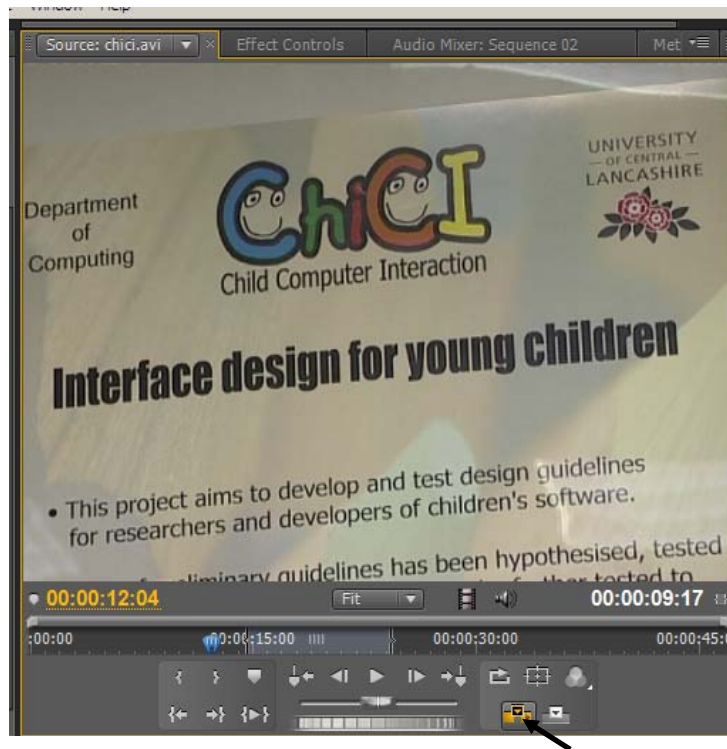 Window Help
Source: chici.avi Effect Controls Audio Mixer: Sequence 02 Met
UNIVERSITY
OF CENTRAL
LANCASHIRE
Department
of
Computing
ChiCI
Child Computer Interaction
Interface design for young children
• This project aims to develop and test design guidelines
for researchers and developers of children's software.
guidelines has been hypothesised, tested
tested to
00:00:12:04 Fit 00:00:09:17
;00:00 00:00:30:00 00:00:45: